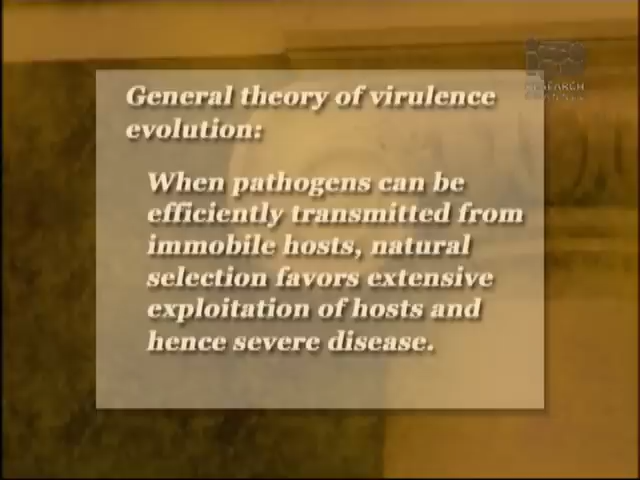 RESEARCH
General theory of virulence
evolution:
When pathogens can be
efficiently transmitted from
immobile hosts, natural
selection favors extensive
exploitation of hosts and
hence severe disease.